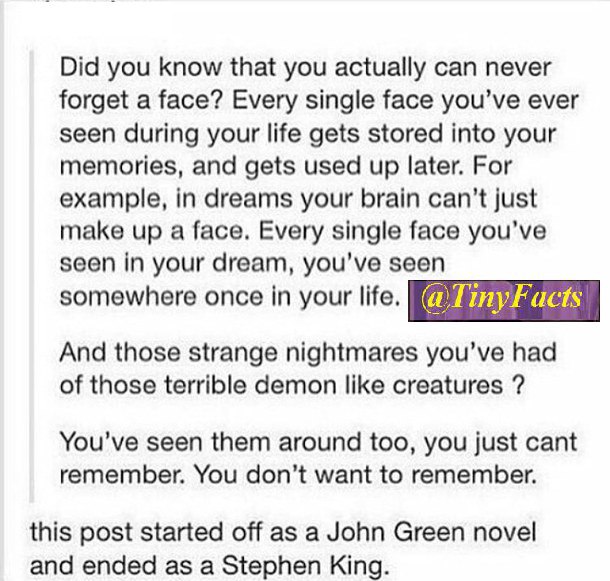 Did you know that you actually can never
forget a face? Every single face you've ever
seen during your life gets stored into your
memories, and gets used up later. For
example, in dreams your brain can't just
make up a face. Every single face you've
seen in your dream, you've seen
somewhere once in your life. @TinyFacts
And those strange nightmares you've had
of those terrible demon like creatures ?
You've seen them around too, you just cant
remember. You don't want to remember.
this post started off as a John Green novel
and ended as a Stephen King.